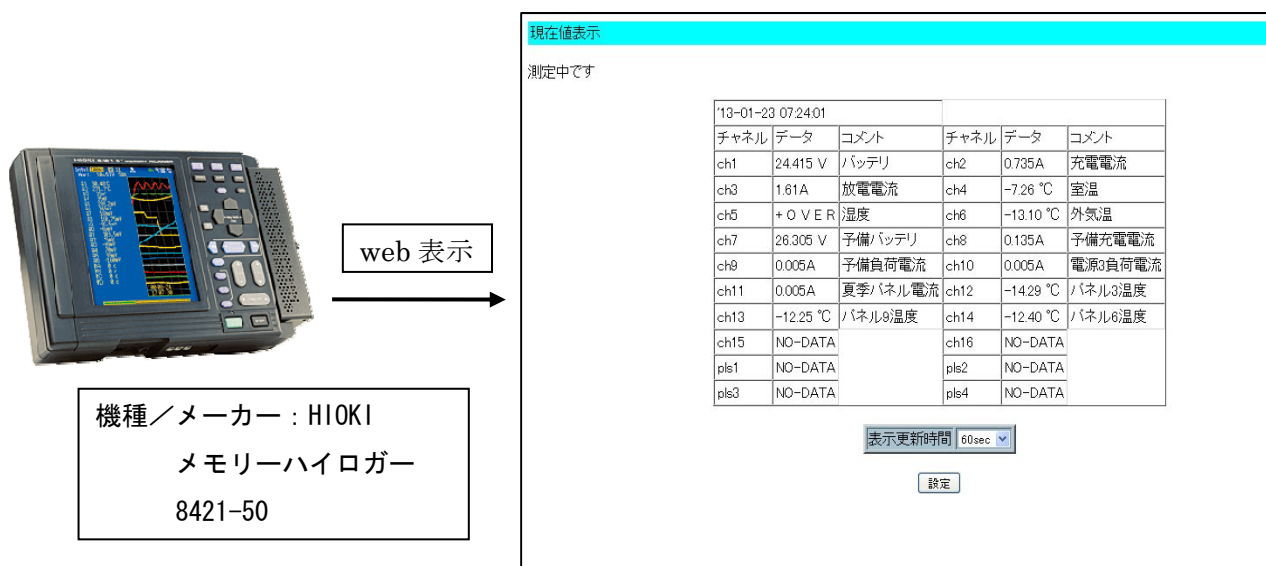 現在値表示
測定中です
'13-01-23 07:24:01
チャネル データ コメント チャネル データ コメント
ch1 24.415 V バッテリ ch2 0.735A 充電電流
ch3 1.61A 放電電流 ch4 -7.26 ℃ 室温
ch5 +OVER 湿度 ch6 -13.10 ℃ 外気温
ch7 26.305 V 予備バッテリ ch8 0.135A 予備充電電流
ch9 0.005A 予備負荷電流 ch10 0.005A 電源3負荷電流
ch11 0.005A 夏季パネル電流 ch12 -14.29 ℃ パネル3温度
ch13 -12.25 ℃ パネル9温度 ch14 -12.40 ℃ パネル6温度
ch15 NO-DATA ch16 NO-DATA
pls1 NO-DATA pls2 NO-DATA
pls3 NO-DATA pls4 NO-DATA
表示更新時間 60sec
設定
web 表示
機種／メーカー：HIOKI
メモリーハイロガー
8421-50